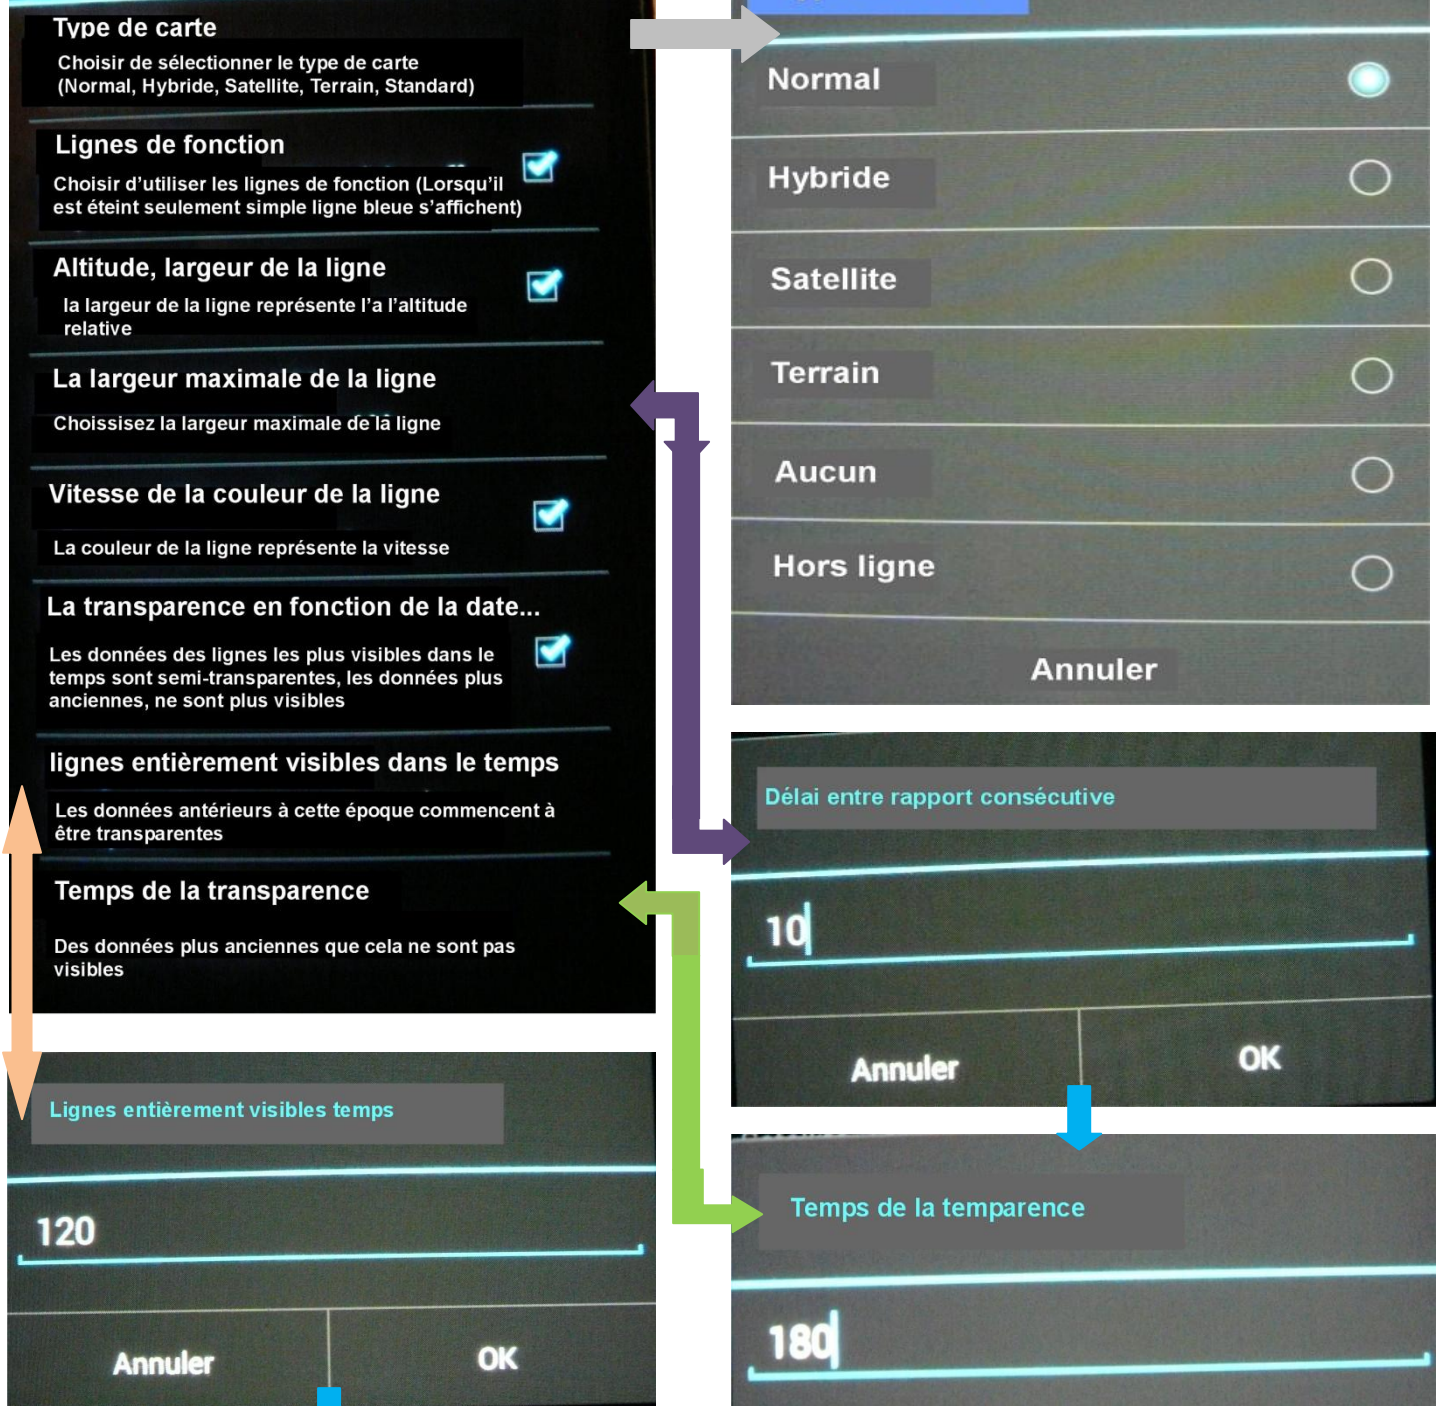 Type de carte
Choisir de sélectionner le type de carte
(Normal, Hybride, Satellite, Terrain, Standard)
Lignes de fonction
Choisir d'utiliser les lignes de fonction (Lorsqu'il
est éteint seulement simple ligne bleue s'affichent)
Altitude, largeur de la ligne
la largeur de la ligne représente l'a l'altitude
relative
La largeur maximale de la ligne
Choissisez la largeur maximale de la ligne
Vitesse de la couleur de la ligne
La couleur de la ligne représente la vitesse
La transparence en fonction de la date...
Les données des lignes les plus visibles dans le
temps sont semi-transparentes, les données plus
anciennes, ne sont plus visibles
lignes entièrement visibles dans le temps
Les données antérieurs à cette époque commencent à
être transparentes
Temps de la transparence
Des données plus anciennes que cela ne sont pas
visibles
Normal
Hybride
Satellite
Terrain
Aucun
Hors ligne
Annuler
Délai entre rapport consécutive
10
Annuler
OK
Lignes entièrement visibles temps
120
Annuler
OK
Temps de la temparence
180